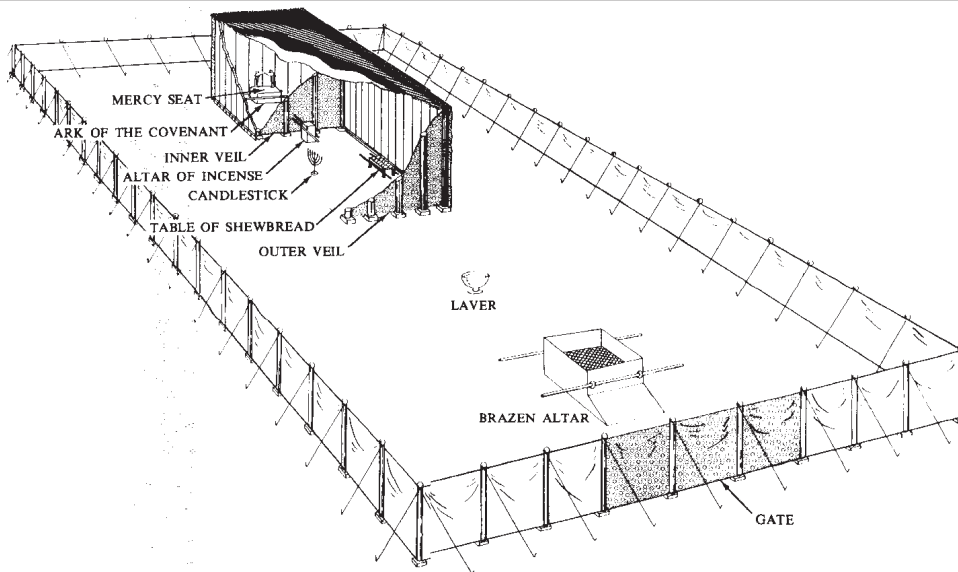 MERCY SEAT
ARK OF THE COVENANT
INNER VEIL
ALTAR OF INCENSE
CANDLESTICK
TABLE OF SHEWBREAD
OUTER VEIL
LAVER
BRAZEN ALTAR
GATE